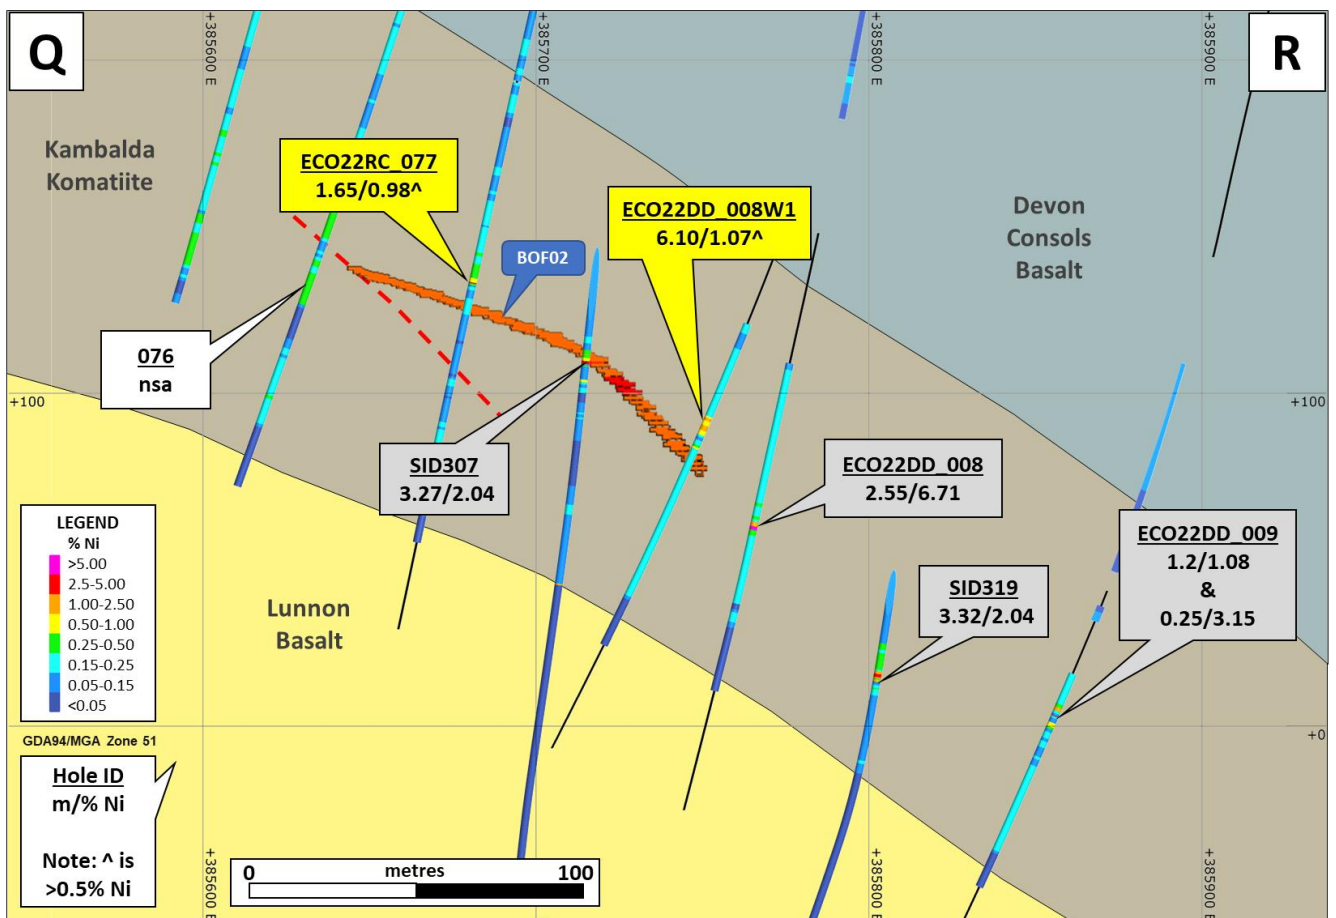 Q
R
+385600 E
+385700 E
+385800 E
+385900 E
Kambalda
Komatiite
ECO22RC_077
1.65/0.98^
ECO22DD_008W1
6.10/1.07^
Devon
Consols
Basalt
BOF02
076
nsa
+100
+100
SID307
3.27/2.04
ECO22DD_008
2.55/6.71
ECO22DD_009
1.2/1.08
&
0.25/3.15
SID319
3.32/2.04
Lunnon
Basalt
LEGEND
% Ni
>5.00
2.5-5.00
1.00-2.50
0.50-1.00
0.25-0.50
0.15-0.25
0.05-0.15
<0.05
GDA94/MGA Zone 51
+0
Hole ID
m/% Ni
Note: ^ is
>0.5% Ni
0 metres 100
+385600 E
+385800 E
+385900 E